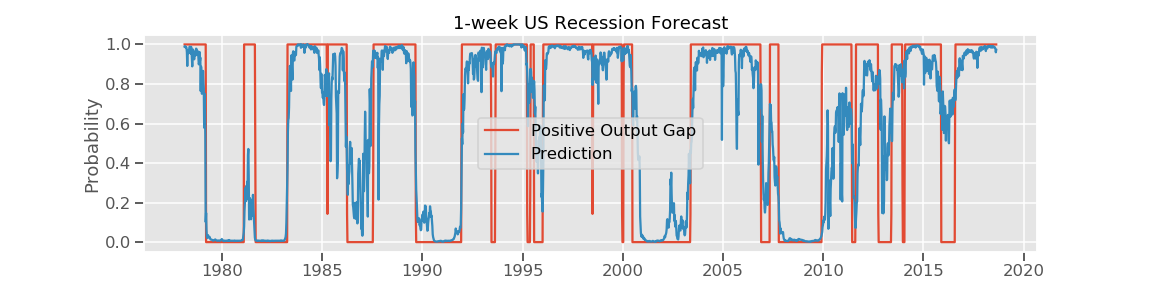 1-week US Recession Forecast
Probability
1.0
0.8
0.6
0.4
0.2
0.0
Positive Output Gap
Prediction
1980 1985 1990 1995 2000 2005 2010 2015 2020